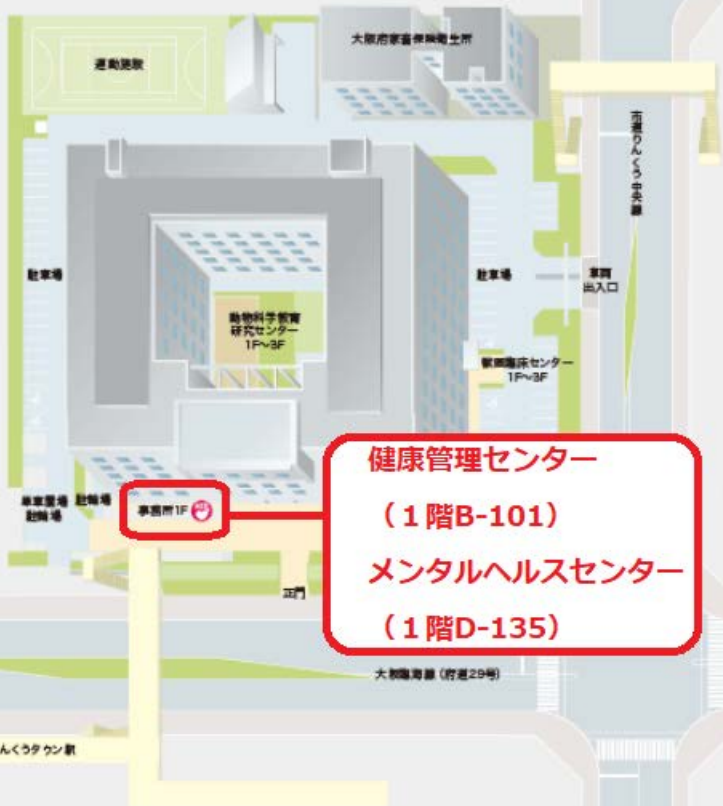 運動施設
大阪府家畜保健衛生所
市道りんくう中央線
駐車場
駐車場
車両
出入口
動物科学教育
研究センター
1F～3F
獣医臨床センター
1F～3F
単車置場
駐輪場
駐輪場
事務所1F
健康管理センター
（１階B-101）
メンタルヘルスセンター
（１階D-135）
正門
大阪臨海線（府道29号）
んくうタウン駅